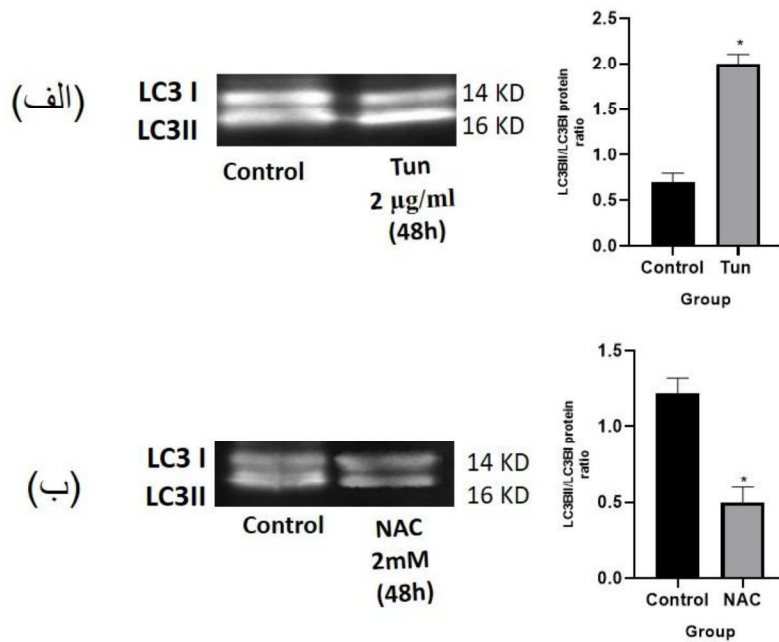 (الف)
LC3 I
LC3II
14 KD
16 KD
Control
Tun
2 µg/ml
(48h)
LC3BII/LC3BI protein
ratio
2.5
2.0
1.5
1.0
0.5
0.0
*
Control Tun
Group
(ب)
LC3 I
LC3II
14 KD
16 KD
Control
NAC
2mM
(48h)
LC3BII/LC3BI protein
ratio
1.5
1.0
0.5
0.0
*
Control NAC
Group